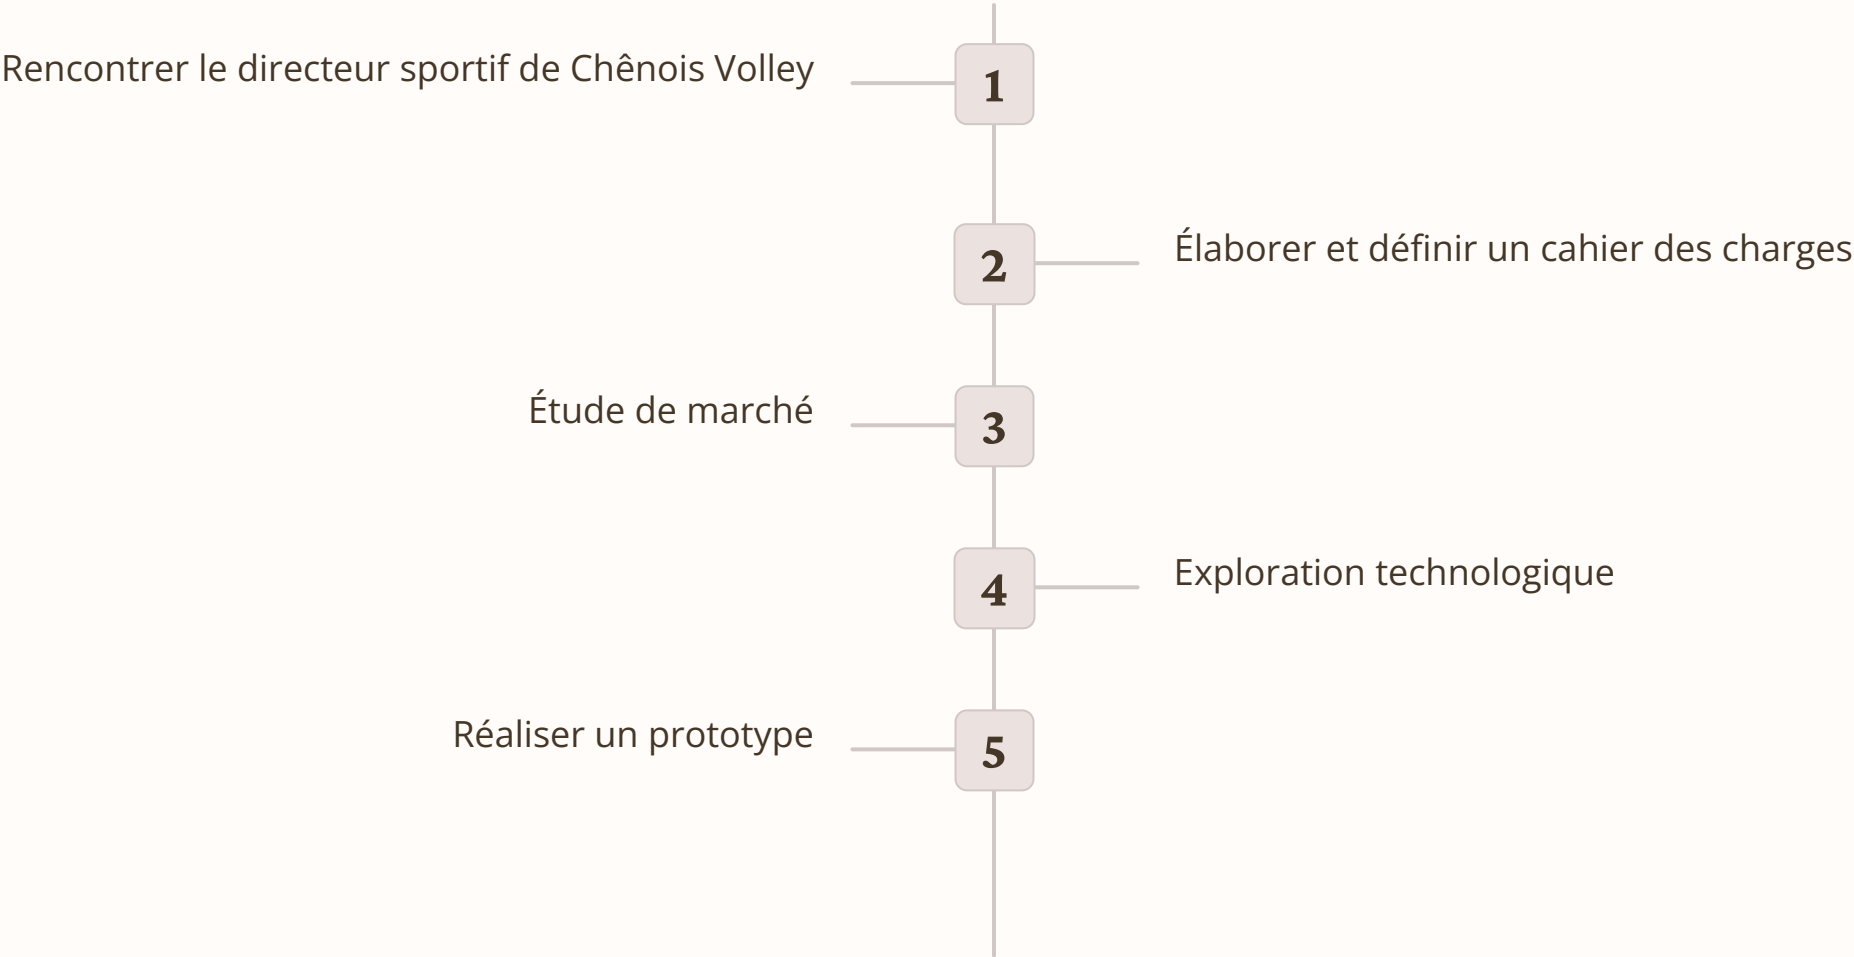 Rencontrer le directeur sportif de Chênois Volley
1
2
Élaborer et définir un cahier des charges
Étude de marché
3
4
Exploration technologique
Réaliser un prototype
5